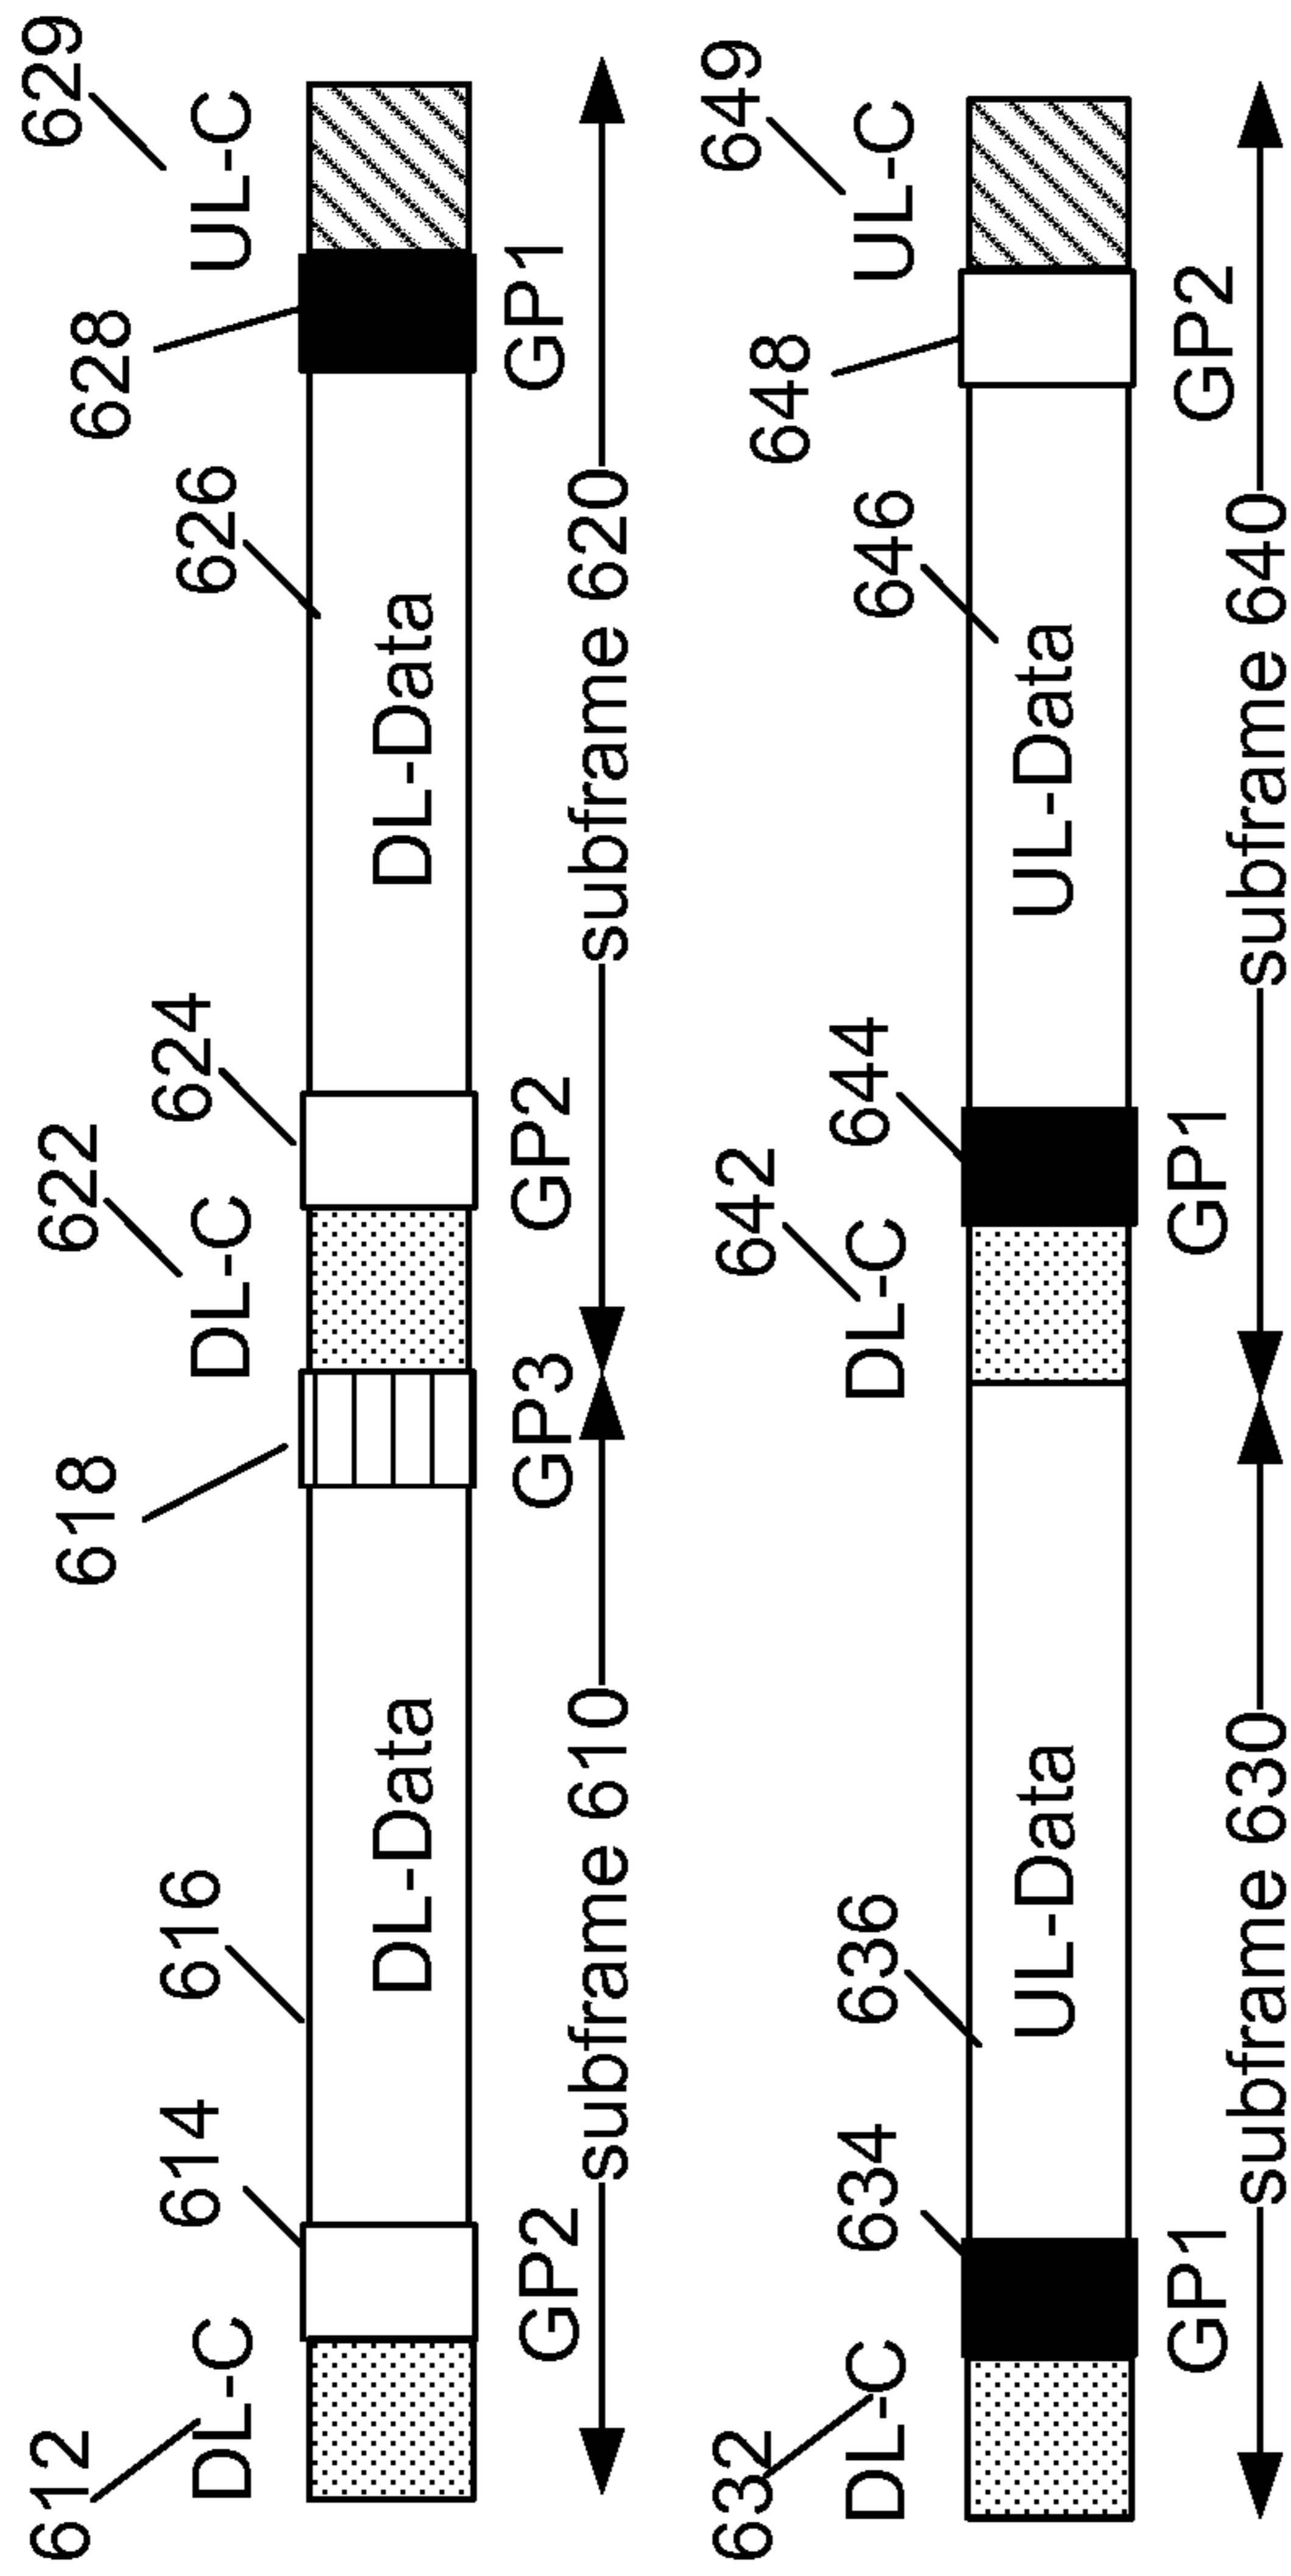 612 614 616 618 622 624 626 628 629
DL-C DL-C UL-C
DL-Data DL-Data
GP2 GP3 GP2 GP1
subframe 610 subframe 620
632 634 636 642 644 646 648 649
DL-C DL-C UL-C
UL-Data UL-Data
GP1 GP1 GP2
subframe 630 subframe 640